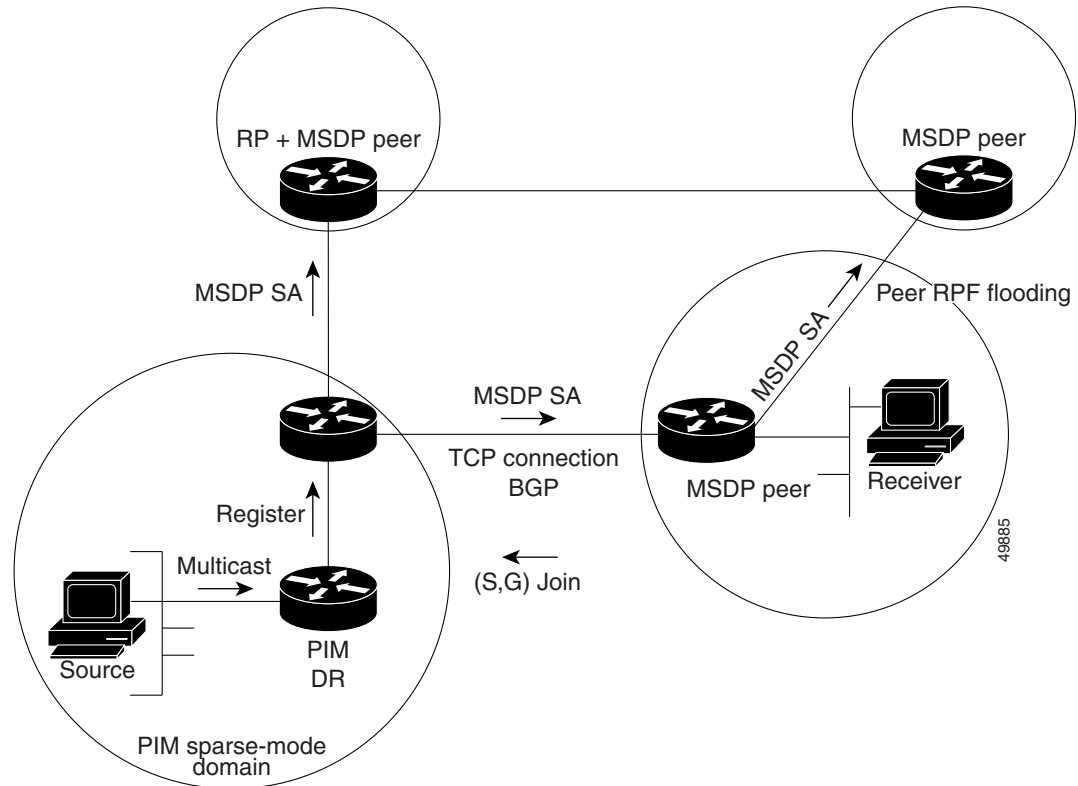 RP + MSDP peer
MSDP peer
MSDP SA
Peer RPF flooding
MSDP SA
MSDP SA
TCP connection
BGP
MSDP peer
Receiver
Register
Multicast
(S,G) Join
49885
Source
PIM
DR
PIM sparse-mode
domain